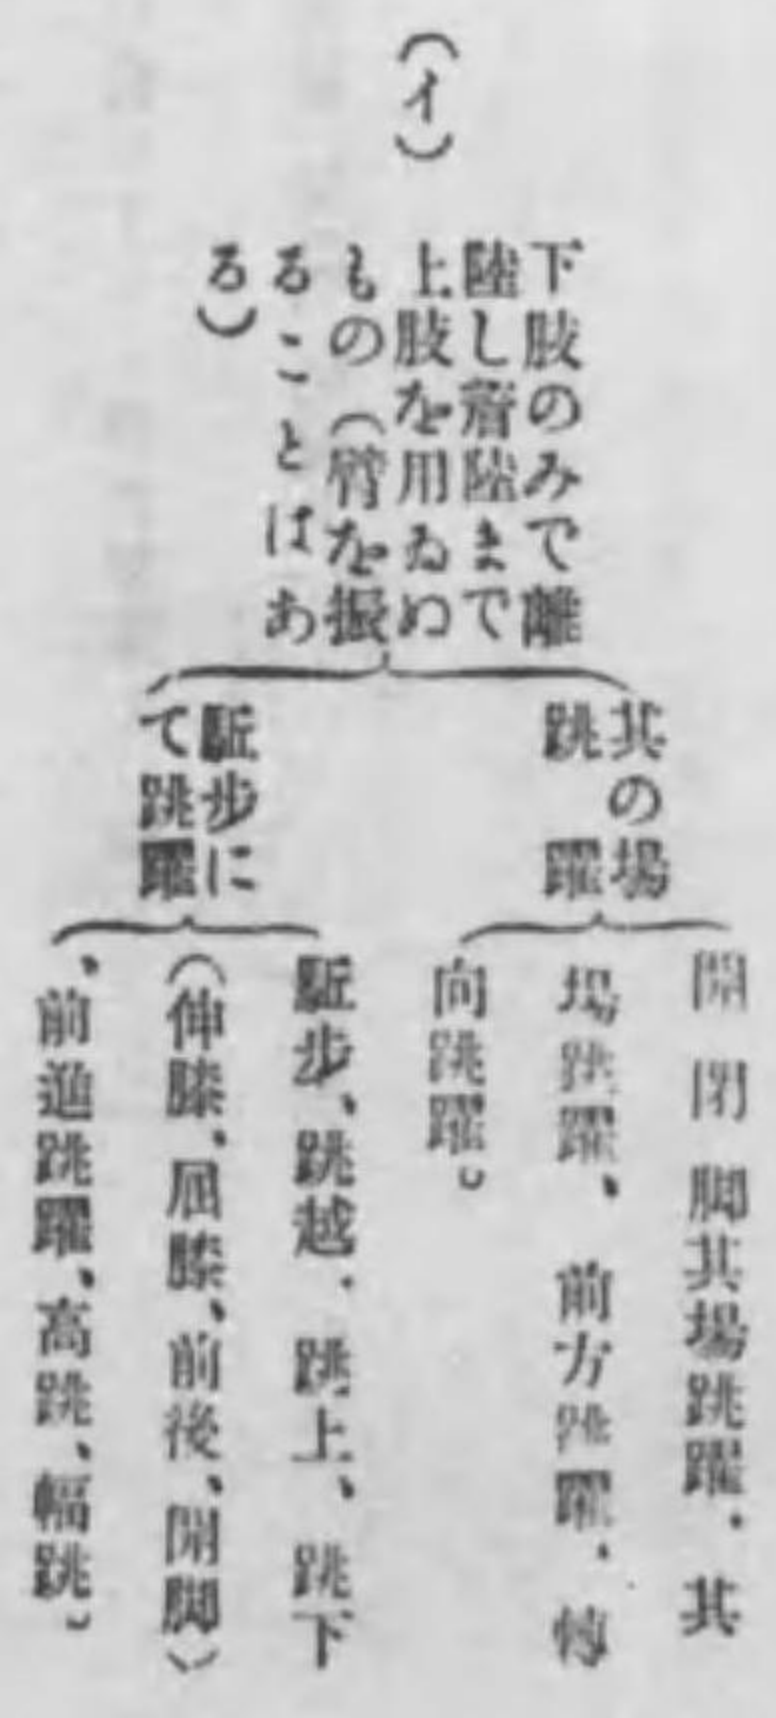 (イ)
下肢のみで離
陸し着陸まで
上肢を用ゐぬ
もの(臂を振
ることはあ
る)
其の場
跳躍
開閉脚其場跳躍、其
場跳躍、前方跳躍、轉
向跳躍。
駈步に
て跳躍
駈步、跳越、跳上、跳下
(伸膝、屈膝、前後、開脚)
、前進跳躍、高跳、幅跳。